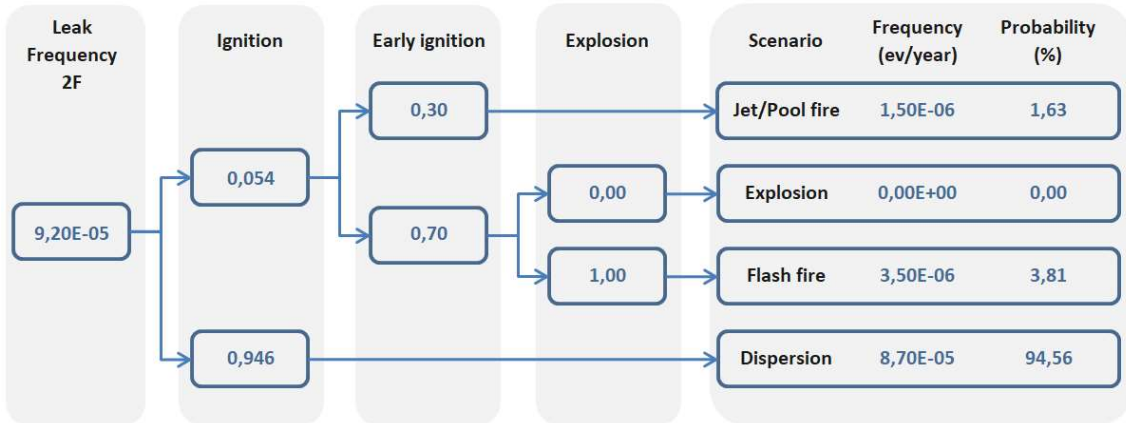 Leak
Frequency
2F
Ignition
Early ignition
Explosion
Scenario
Frequency
(ev/year)
Probability
(%)
9,20E-05
0,054
0,946
0,30
0,70
0,00
1,00
Jet/Pool fire 1,50E-06 1,63
Explosion 0,00E+00 0,00
Flash fire 3,50E-06 3,81
Dispersion 8,70E-05 94,56